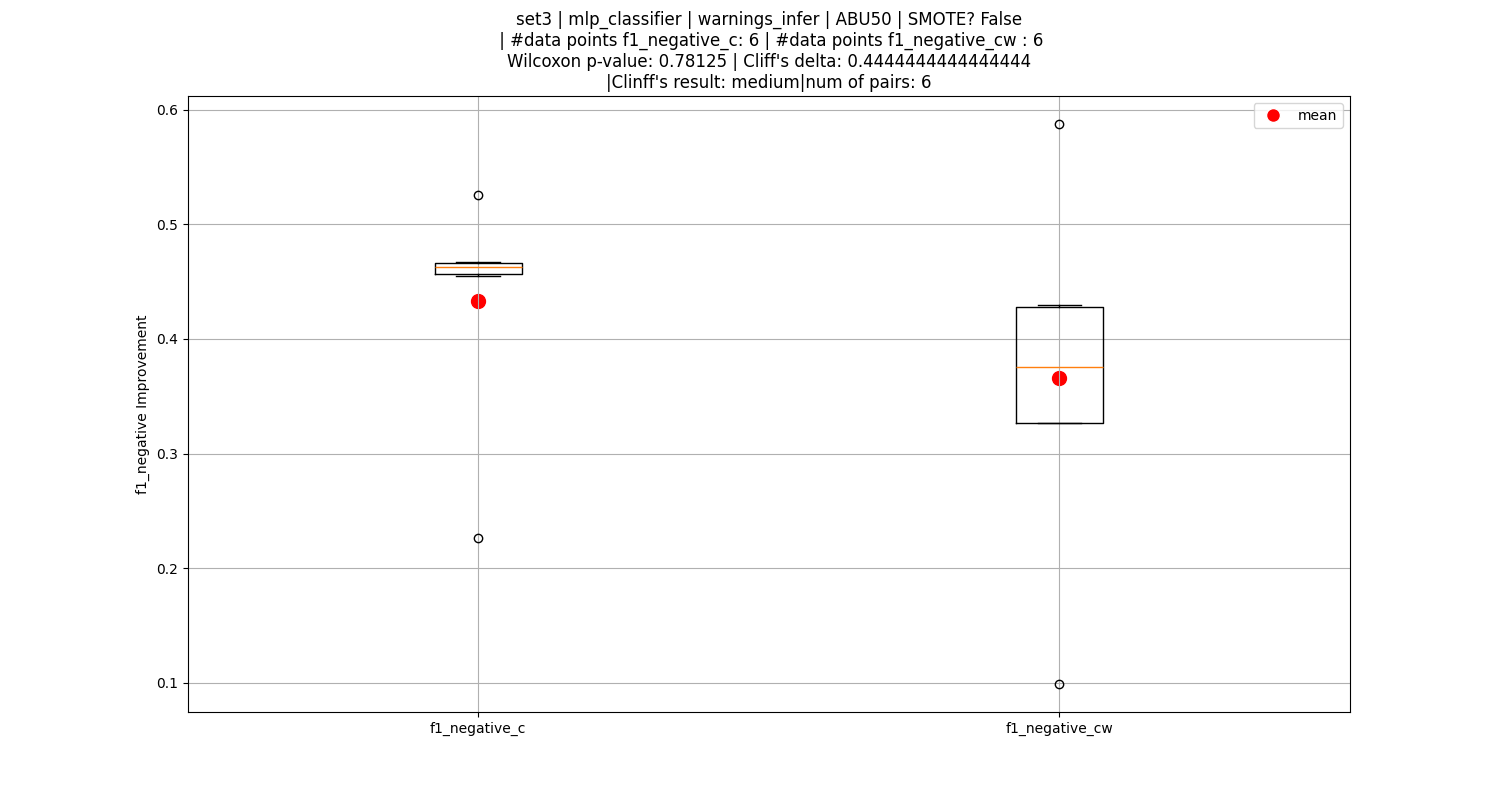 set3 | mlp_classifier | warnings_infer | ABU50 | SMOTE? False
| #data points f1_negative_c: 6 | #data points f1_negative_cw : 6
Wilcoxon p-value: 0.78125 | Cliff's delta: 0.4444444444444444
|Clinff's result: medium|num of pairs: 6
mean
0.6
0.5
0.4
0.3
0.2
0.1
f1_negative Improvement
f1_negative_c
f1_negative_cw